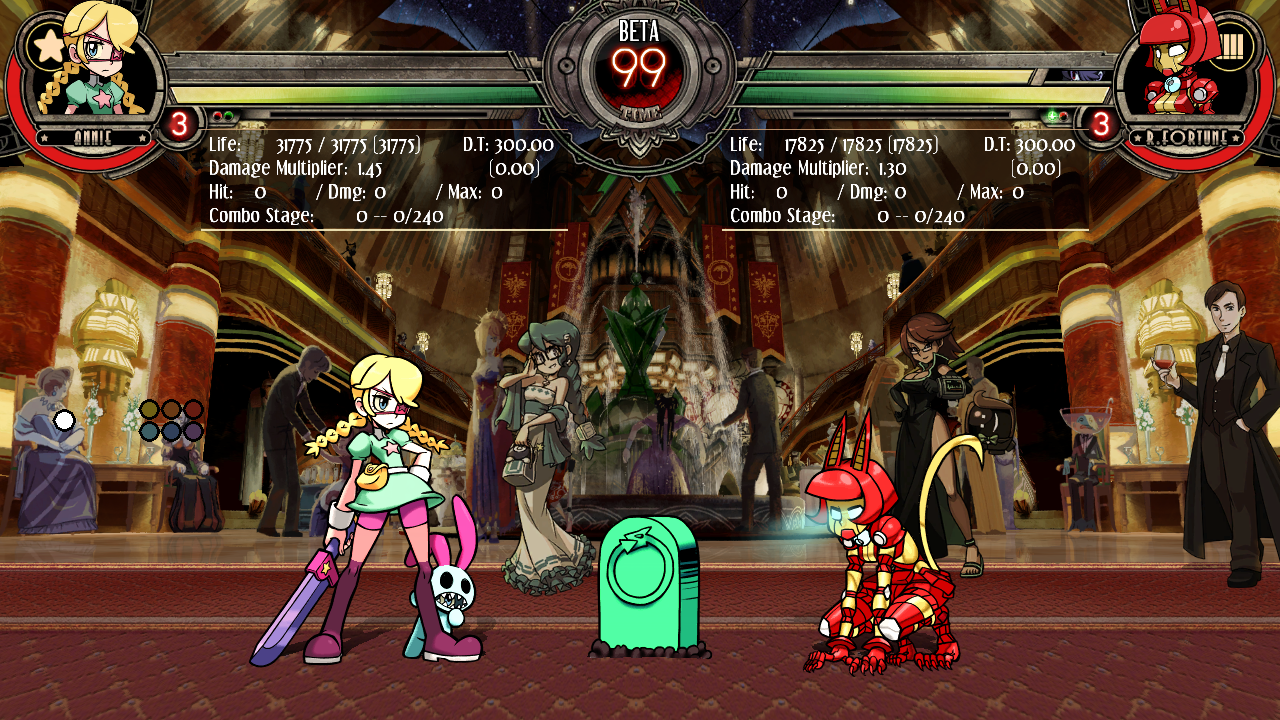 BETA
99
TIME
ANNIE
R.FORTUNE
3
3
Life: 31775 / 31775 (31775) D.T: 300.00
Damage Multiplier: 1.45 (0.00)
Hit: 0 / Dmg: 0 / Max: 0
Combo Stage: 0 -- 0/240
Life: 17825 / 17825 (17825) D.T: 300.00
Damage Multiplier: 1.30 (0.00)
Hit: 0 / Dmg: 0 / Max: 0
Combo Stage: 0 -- 0/240